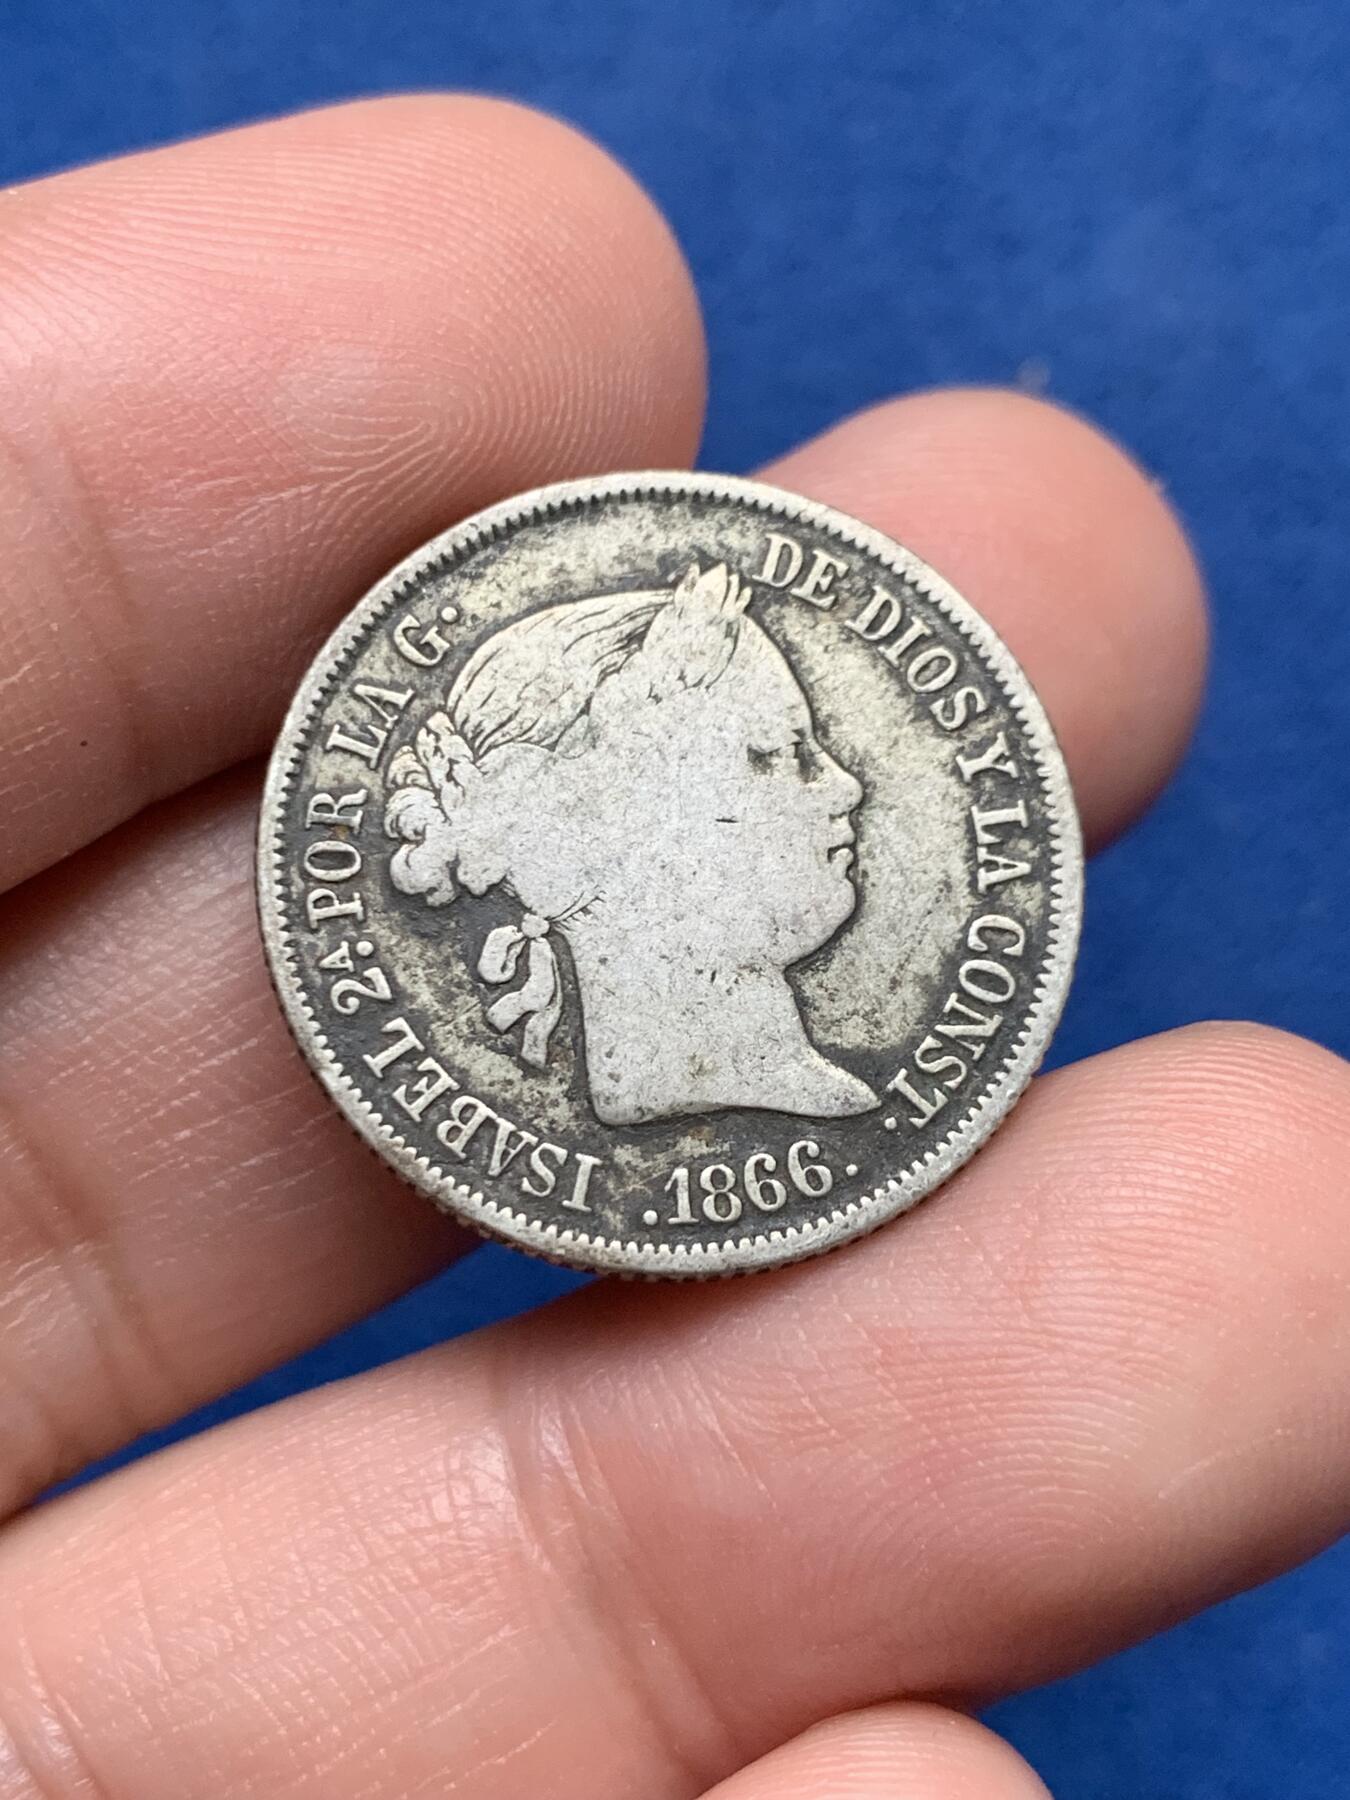 ISABEL 2ª. POR LA G· DE DIOS Y LA CONST.
·1866·